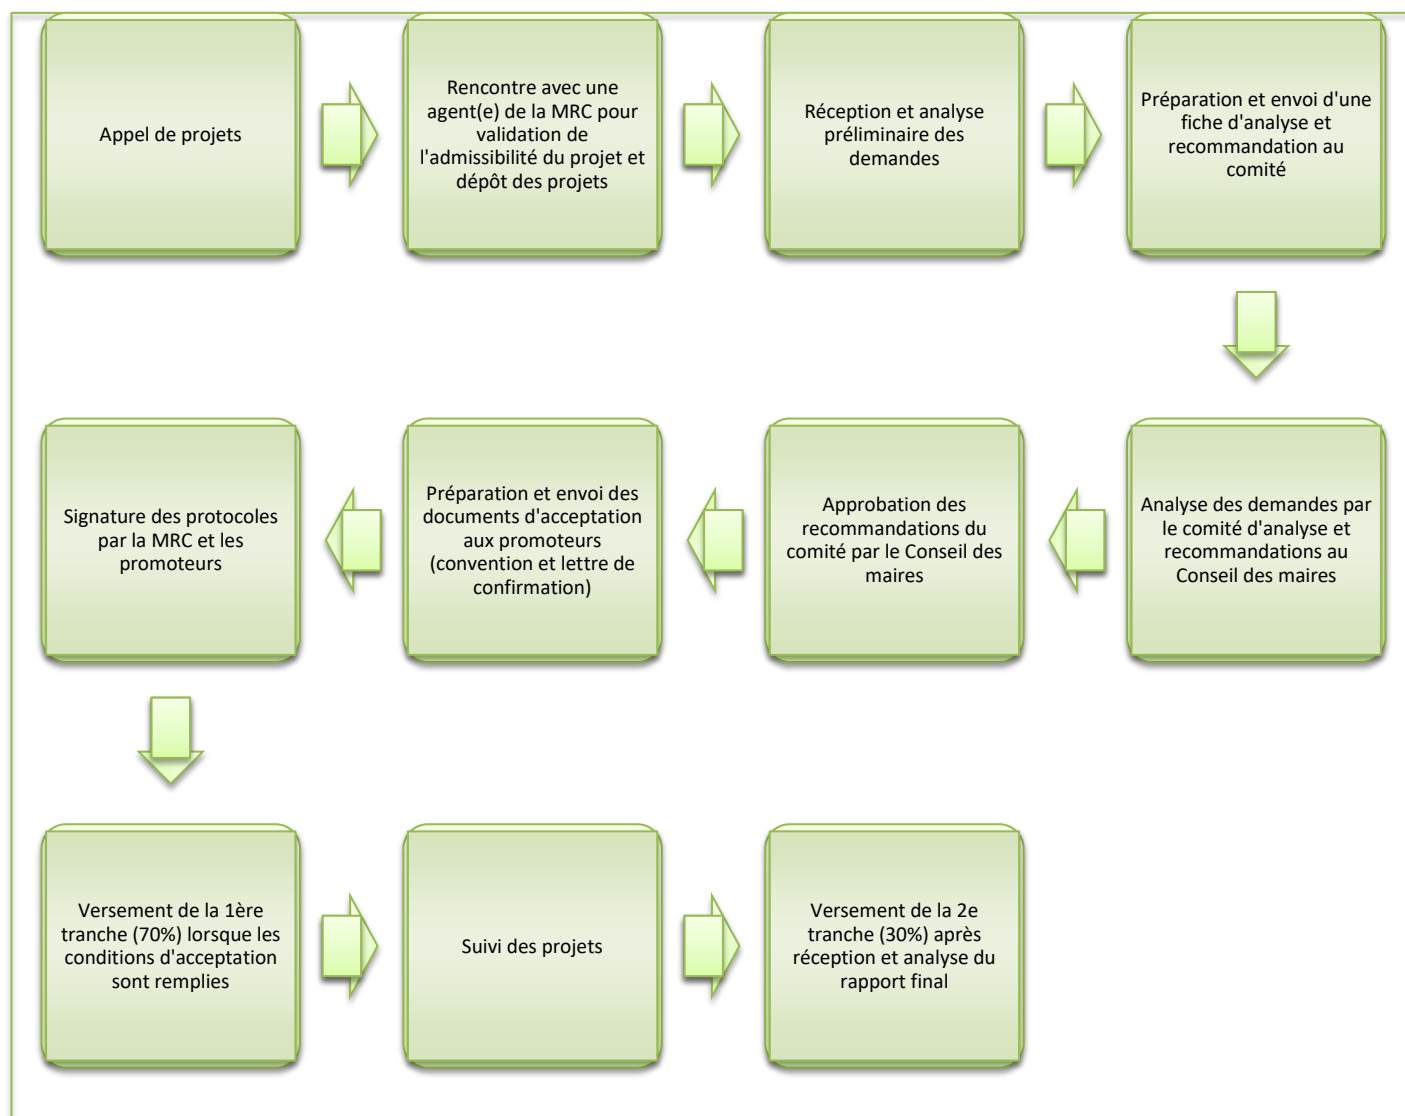 Appel de projets
Rencontre avec une
agent(e) de la MRC pour
validation de
l'admissibilité du projet et
dépôt des projets
Réception et analyse
préliminaire des
demandes
Préparation et envoi d'une
fiche d'analyse et
recommandation au
comité
Analyse des demandes par
le comité d'analyse et
recommandations au
Conseil des maires
Approbation des
recommandations du
comité par le Conseil des
maires
Préparation et envoi des
documents d'acceptation
aux promoteurs
(convention et lettre de
confirmation)
Signature des protocoles
par la MRC et les
promoteurs
Versement de la 1ère
tranche (70%) lorsque les
conditions d'acceptation
sont remplies
Suivi des projets
Versement de la 2e
tranche (30%) après
réception et analyse du
rapport final